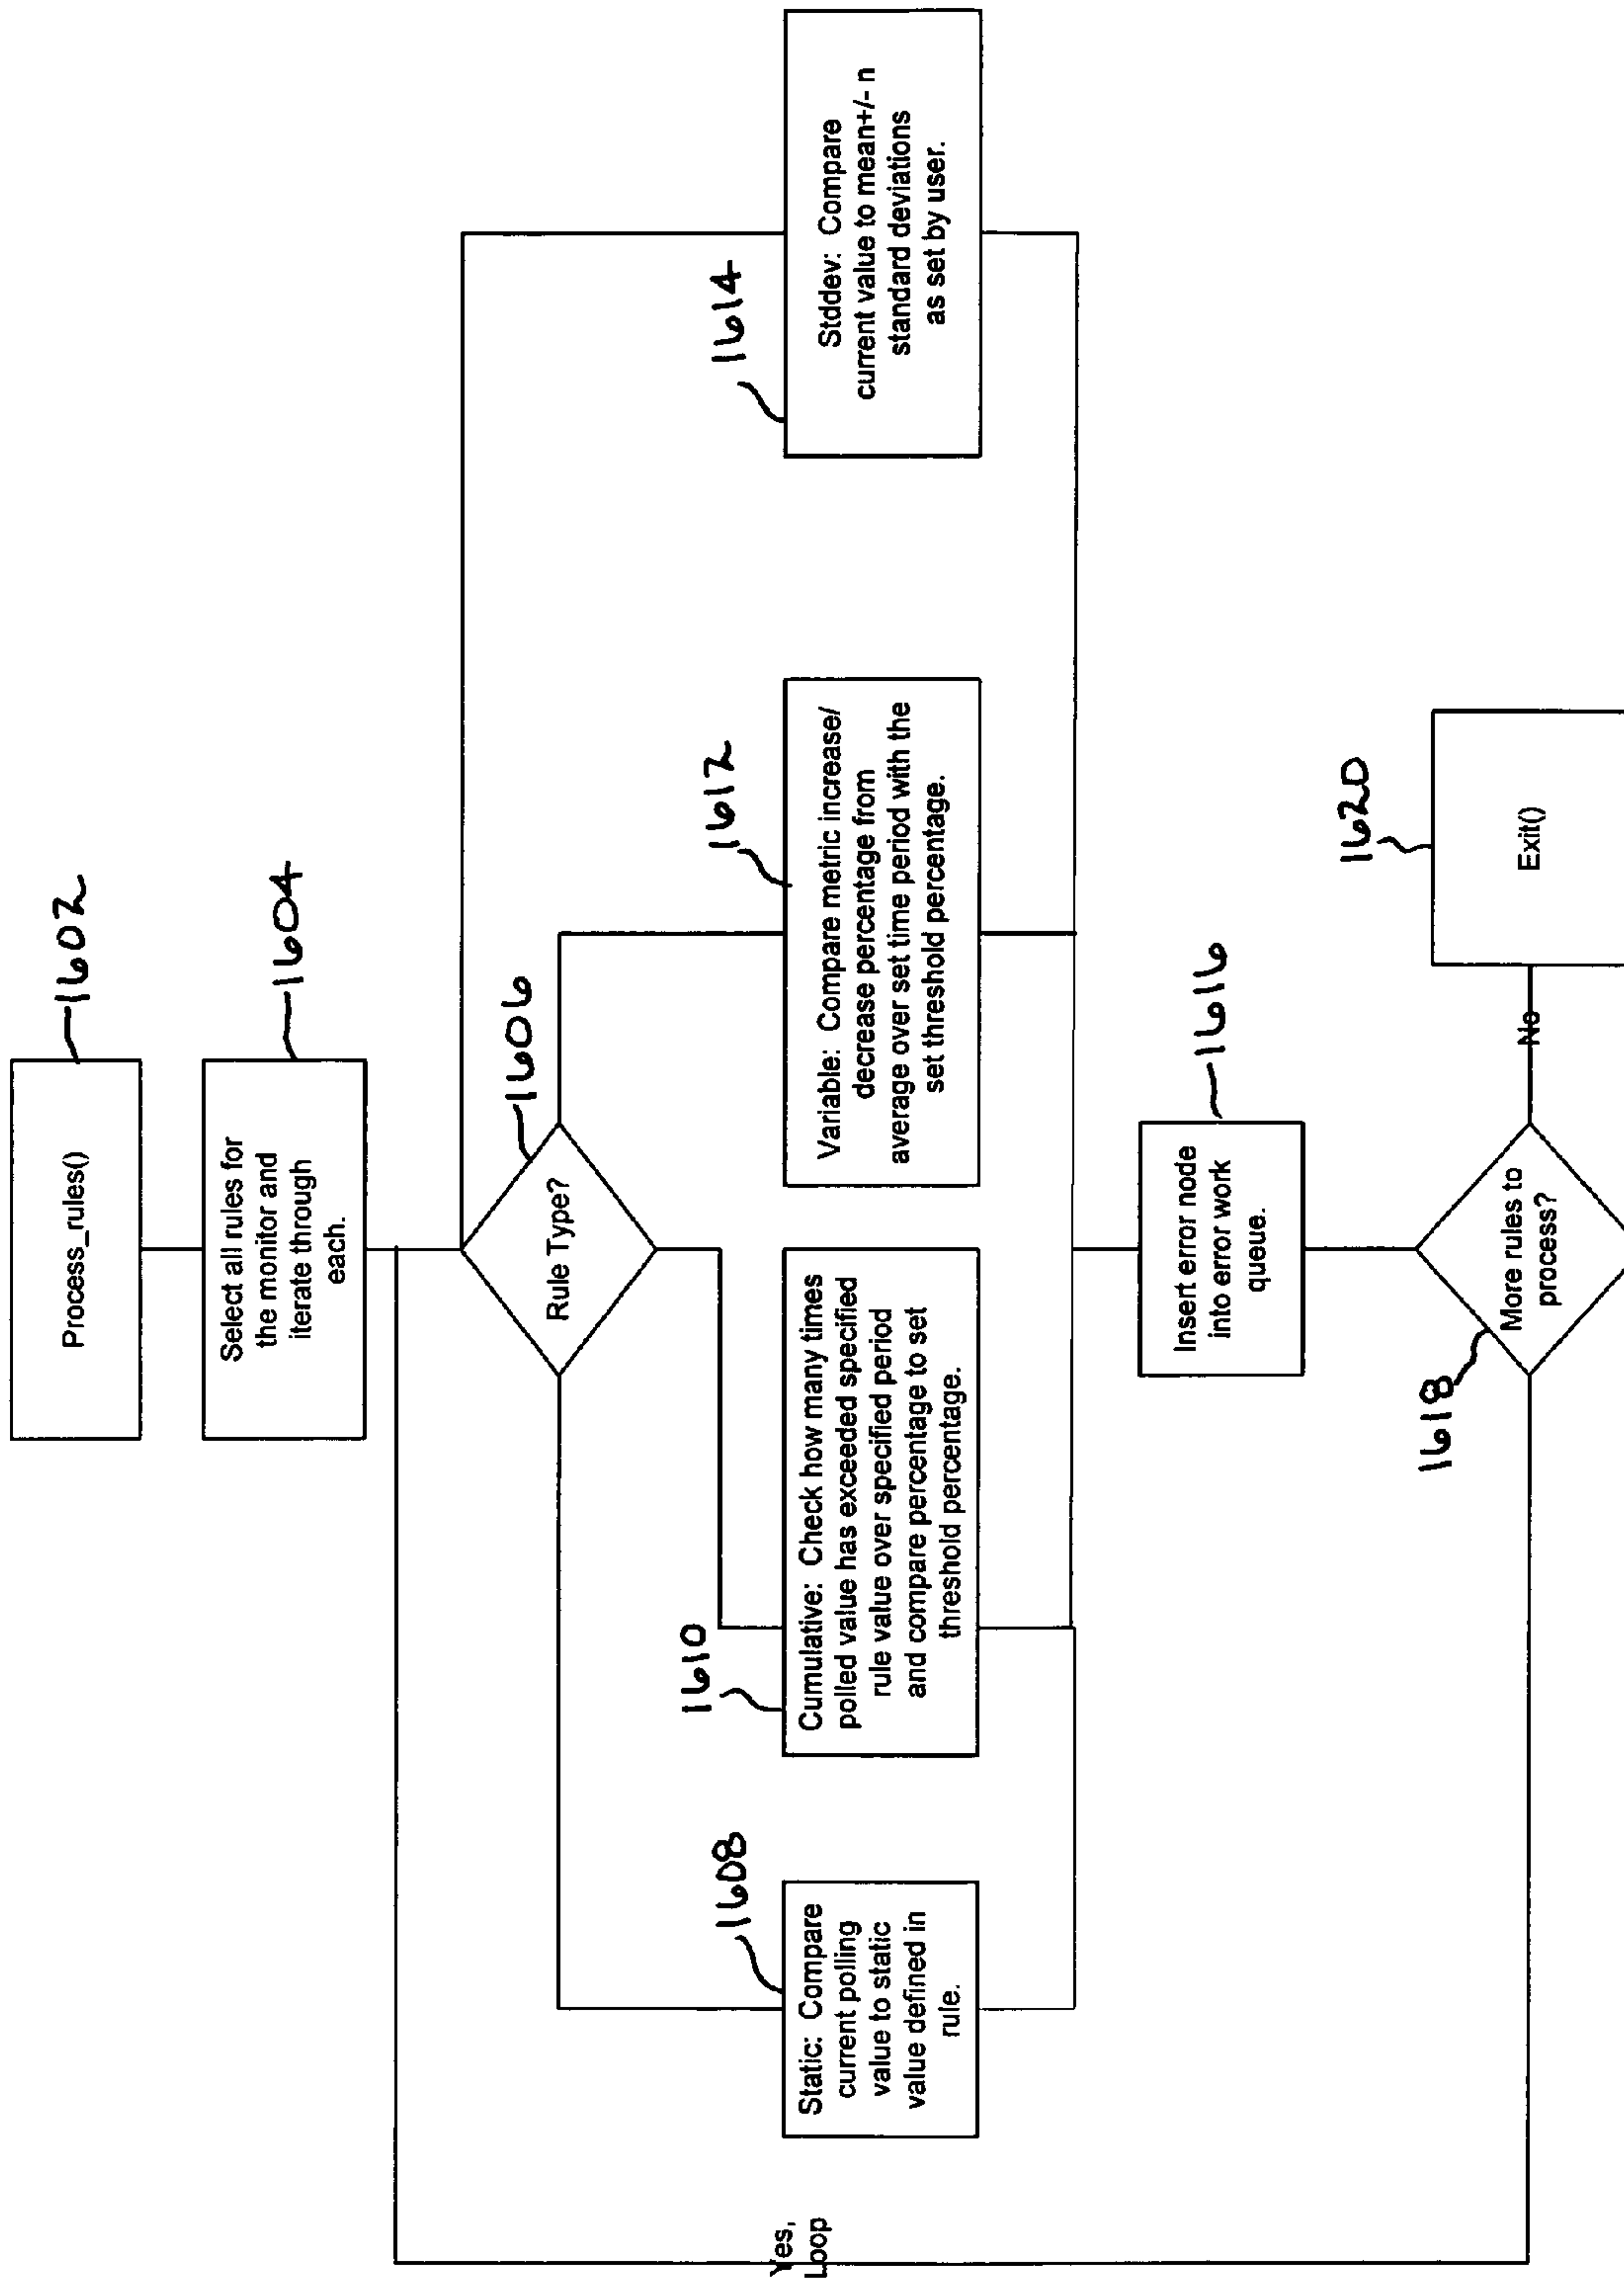 Process_rules()
1602
Select all rules for
the monitor and
iterate through
each.
1604
Rule Type?
1606
Static: Compare
current polling
value to static
value defined in
rule.
1608
Cumulative: Check how many times
polled value has exceeded specified
rule value over specified period
and compare percentage to set
threshold percentage.
1610
Variable: Compare metric increase/
decrease percentage from
average over set time period with the
set threshold percentage.
1612
Stddev: Compare
current value to mean+/- n
standard deviations
as set by user.
1614
Insert error node
into error work
queue.
1616
More rules to
process?
1618
Yes,
Loop
No
Exit()
1620